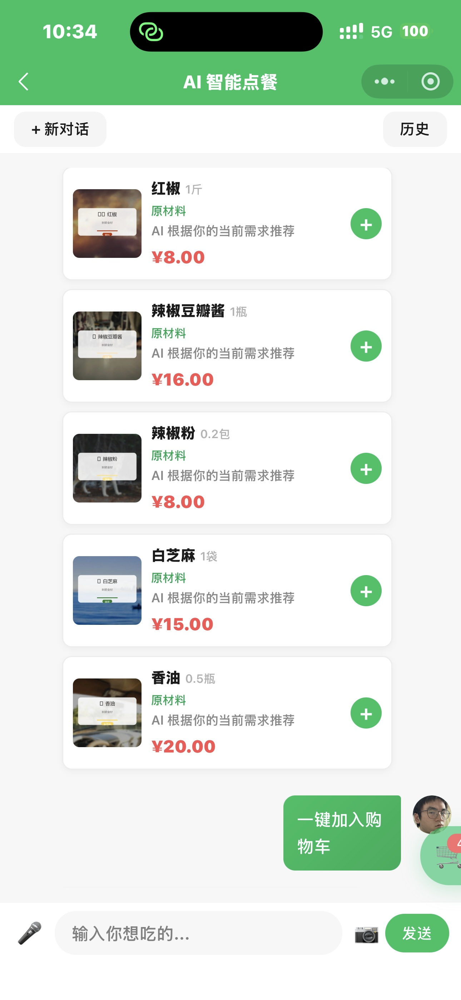 10:34
5G 100
AI 智能点餐
+ 新对话
历史
红椒 1斤
原材料
AI 根据你的当前需求推荐
¥8.00
红椒
新鲜食材
辣椒豆瓣酱 1瓶
原材料
AI 根据你的当前需求推荐
¥16.00
辣椒豆瓣酱
新鲜食材
辣椒粉 0.2包
原材料
AI 根据你的当前需求推荐
¥8.00
辣椒粉
新鲜食材
白芝麻 1袋
原材料
AI 根据你的当前需求推荐
¥15.00
白芝麻
新鲜食材
香油 0.5瓶
原材料
AI 根据你的当前需求推荐
¥20.00
香油
新鲜食材
一键加入购
物车
输入你想吃的...
发送